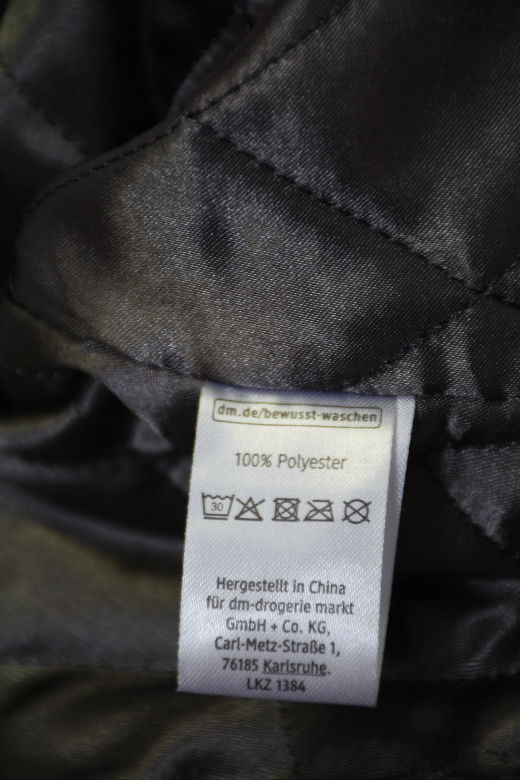 dm.de/bewusst-waschen
100% Polyester
30
Hergestellt in China
für dm-drogerie markt
GmbH + Co. KG,
Carl-Metz-Straße 1,
76185 Karlsruhe.
LKZ 1384